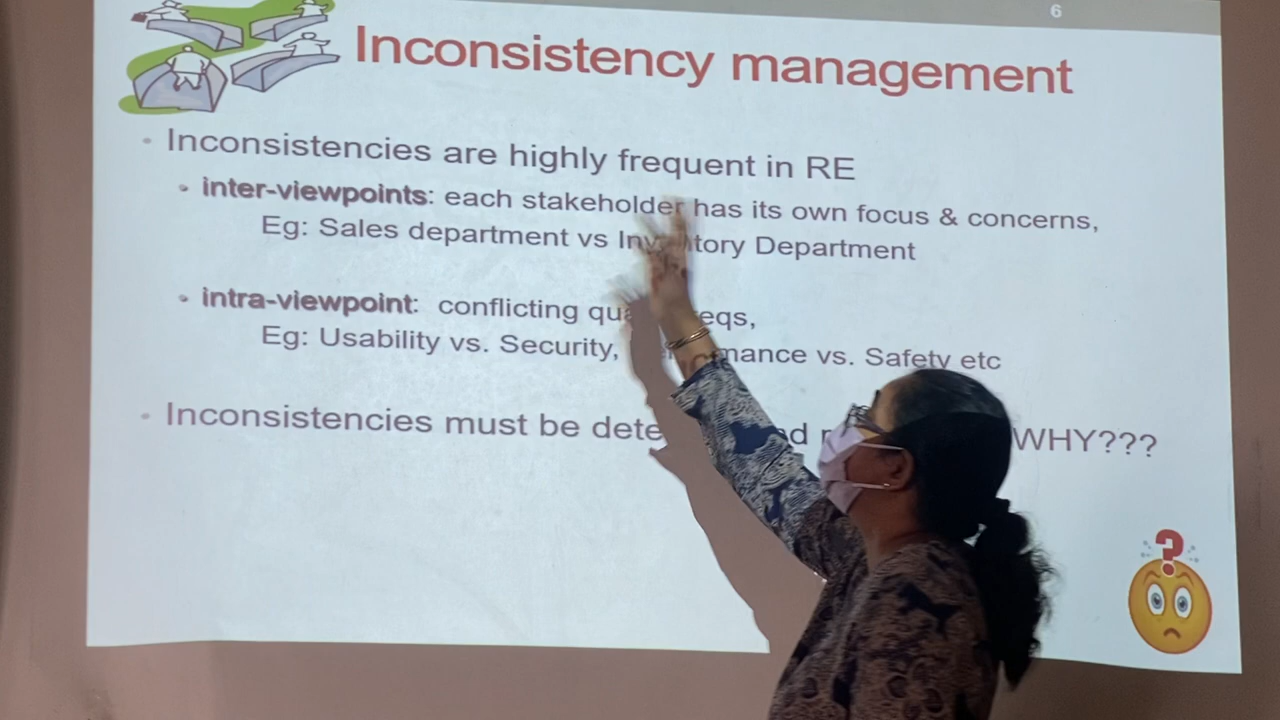 6
Inconsistency management
• Inconsistencies are highly frequent in RE
• inter-viewpoints: each stakeholder has its own focus & concerns,
Eg: Sales department vs Inventory Department
• intra-viewpoint: conflicting eqs,
Eg: Usability vs. Security, mance vs. Safety etc
• Inconsistencies must be WHY???
?